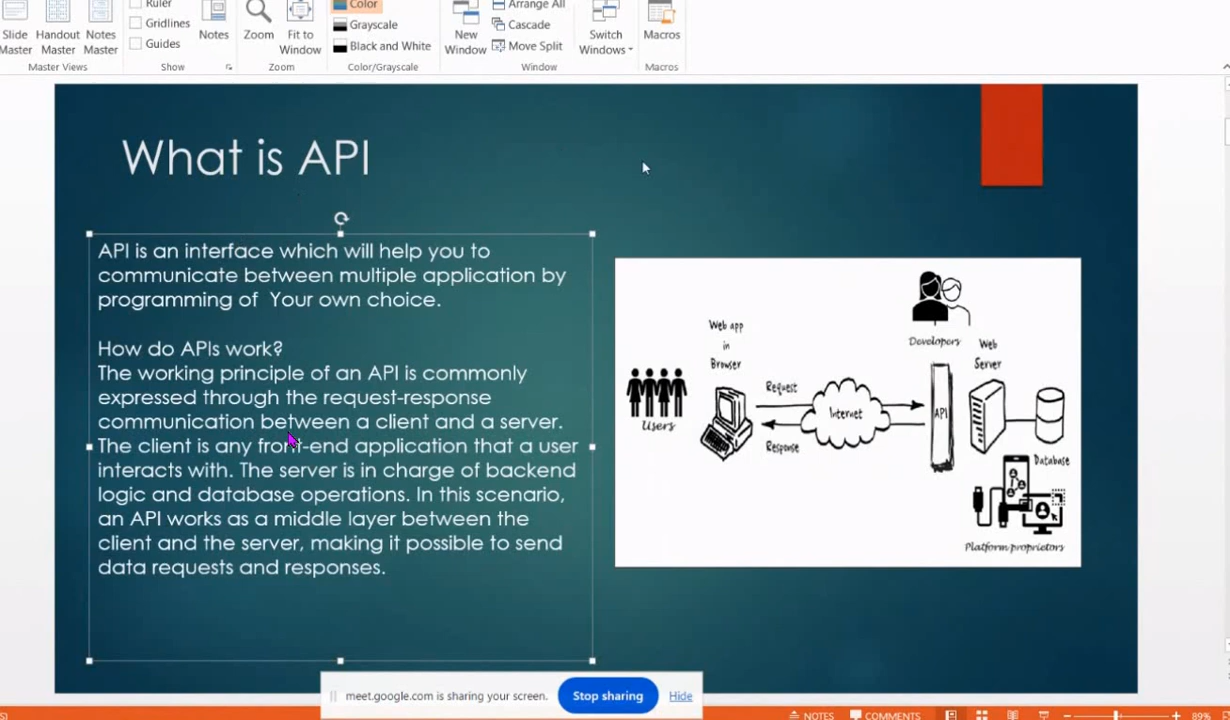 Slide
Master
Handout
Master
Notes
Master
Master Views
Ruler
Gridlines
Guides
Show
Notes
Zoom
Fit to
Window
Zoom
Color
Grayscale
Black and White
Color/Grayscale
New
Window
Arrange All
Cascade
Move Split
Window
Switch
Windows
Macros
Macros
What is API
API is an interface which will help you to
communicate between multiple application by
programming of Your own choice.
How do APIs work?
The working principle of an API is commonly
expressed through the request-response
communication between a client and a server.
The client is any front-end application that a user
interacts with. The server is in charge of backend
logic and database operations. In this scenario,
an API works as a middle layer between the
client and the server, making it possible to send
data requests and responses.
Users
Web app
in
Browser
Request
Response
Internet
Developers
API
Web
Server
Database
Platform proprietors
meet.google.com is sharing your screen.
Stop sharing
Hide
NOTES
COMMENTS
89%